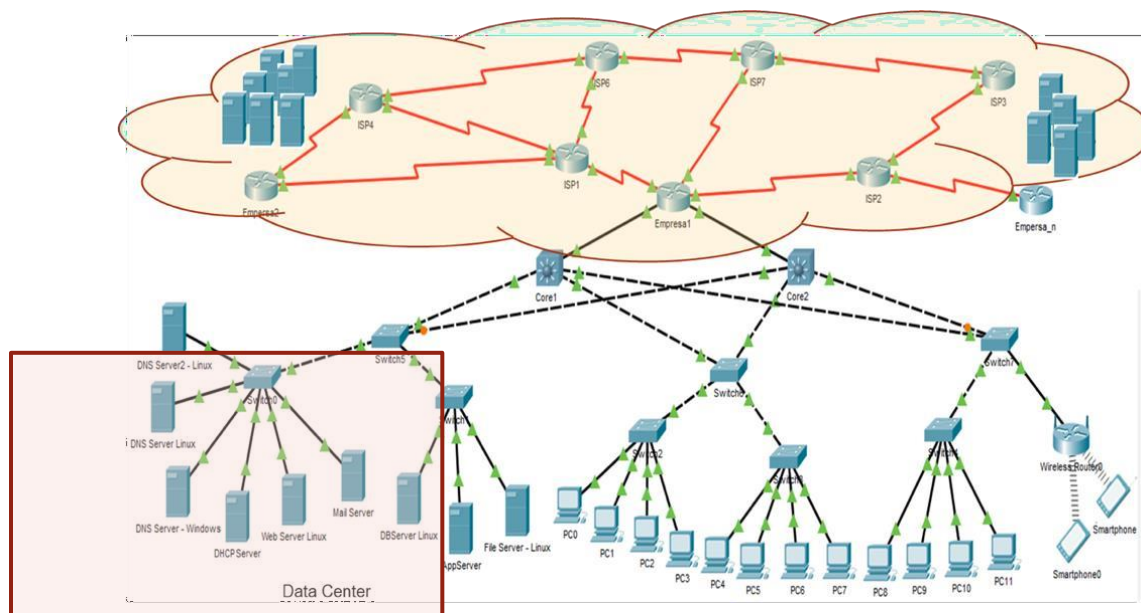 ISP6
ISP7
ISP3
ISP4
ISP1
ISP2
Empersa2
Empresa1
Empersa_n
Core1
Core2
Switch5
DNS Server2 - Linux
Switch0
Switch6
Switch7
DNS Server Linux
Switch2
Wireless Router0
DNS Server - Windows
DHCP Server
Web Server Linux
Mail Server
DBServer Linux
AppServer
File Server - Linux
PC0
PC1
PC2
PC3
PC4
PC5
PC6
PC7
PC8
PC9
PC10
PC11
Smartphone
Smartphone0
Data Center